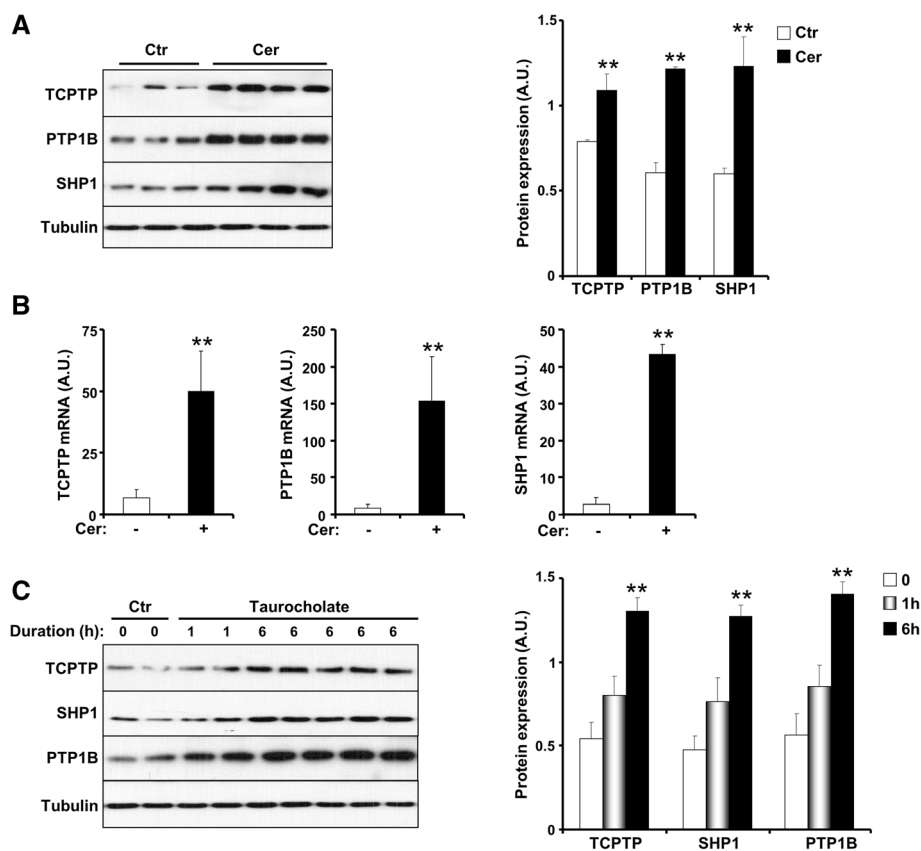 A
Ctr Cer
TCPTP
PTP1B
SHP1
Tubulin
Protein expression (A.U.)
1.5
1
0.5
0
** ** **
TCPTP PTP1B SHP1
Ctr
Cer
B
TCPTP mRNA (A.U.)
75
50
25
0
**
Cer: - +
PTP1B mRNA (A.U.)
250
200
150
100
50
0
**
Cer: - +
SHP1 mRNA (A.U.)
50
40
30
20
10
0
**
Cer: - +
C
Ctr Taurocholate
Duration (h): 0 0 1 1 6 6 6 6 6
TCPTP
SHP1
PTP1B
Tubulin
Protein expression (A.U.)
1.5
1
0.5
0
** ** **
TCPTP SHP1 PTP1B
0
1h
6h